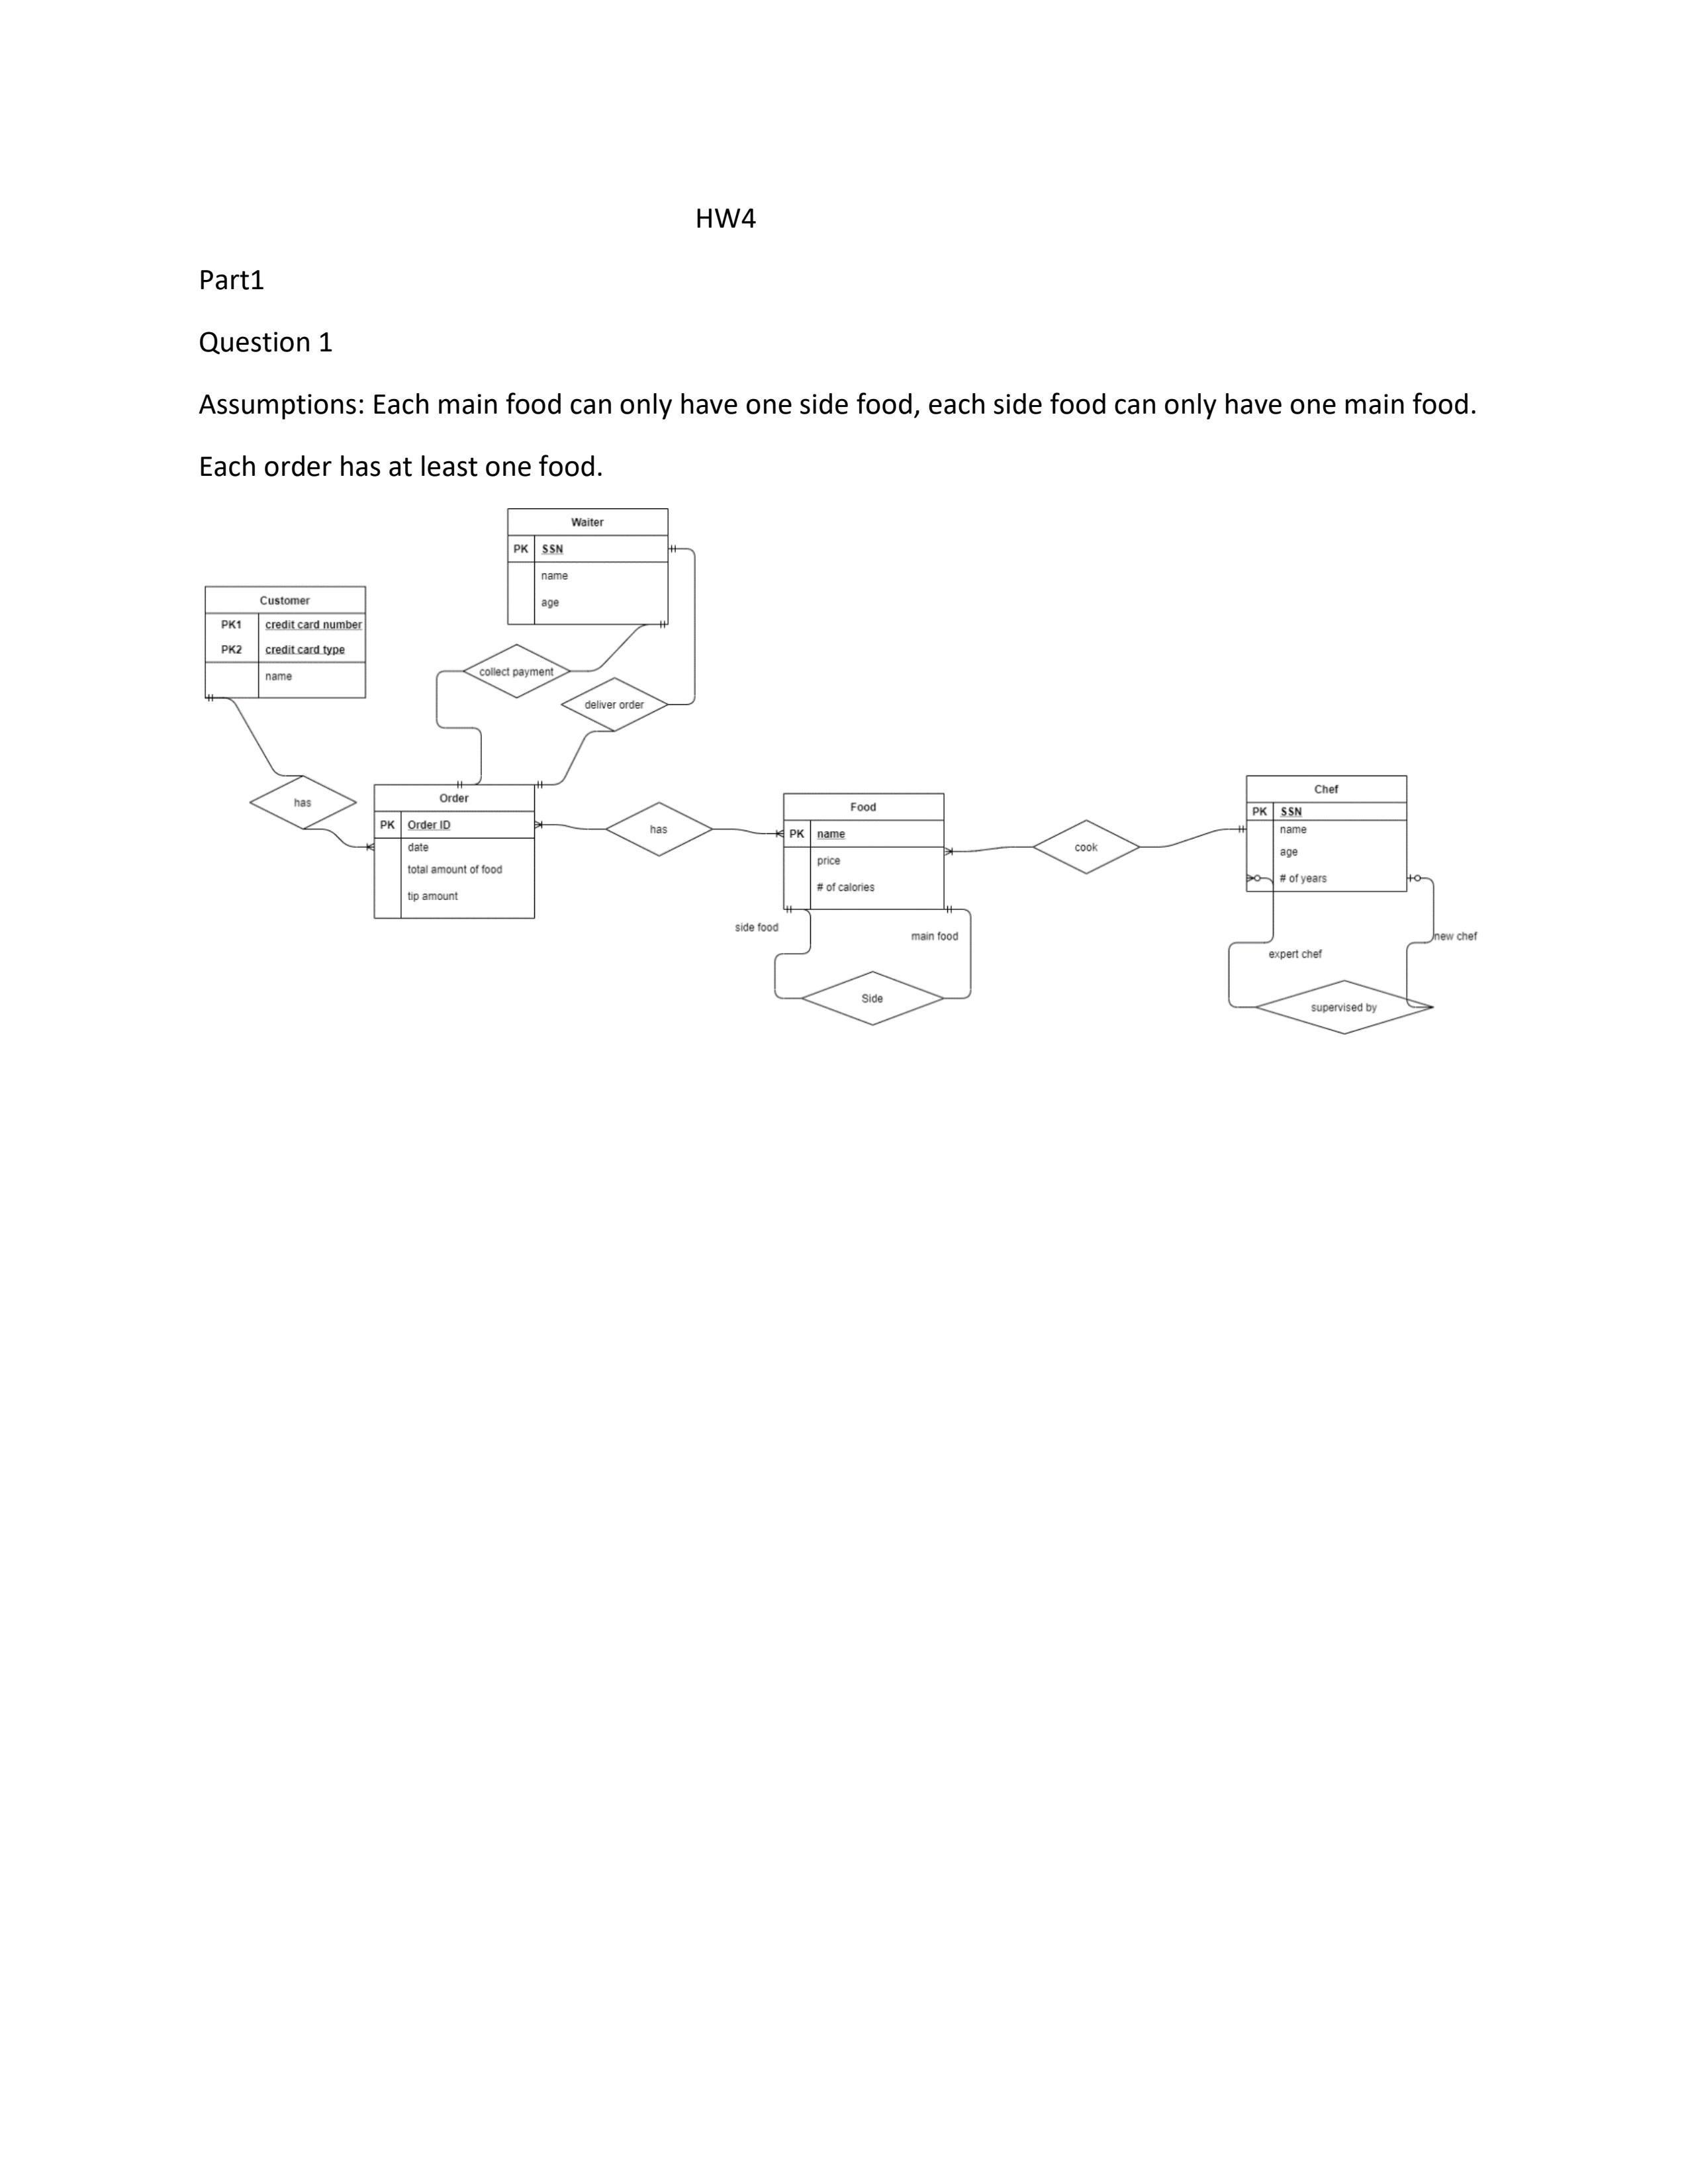 HW4
Part1
Question 1
Assumptions: Each main food can only have one side food, each side food can only have one main food.
Each order has at least one food.
Waiter
PK SSN
name
age
Customer
PK1 credit card number
PK2 credit card type
name
collect payment
deliver order
has
Order
PK Order ID
date
total amount of food
tip amount
has
Food
PK name
price
# of calories
side food
main food
Side
cook
Chef
PK SSN
name
age
# of years
new chef
expert chef
supervised by